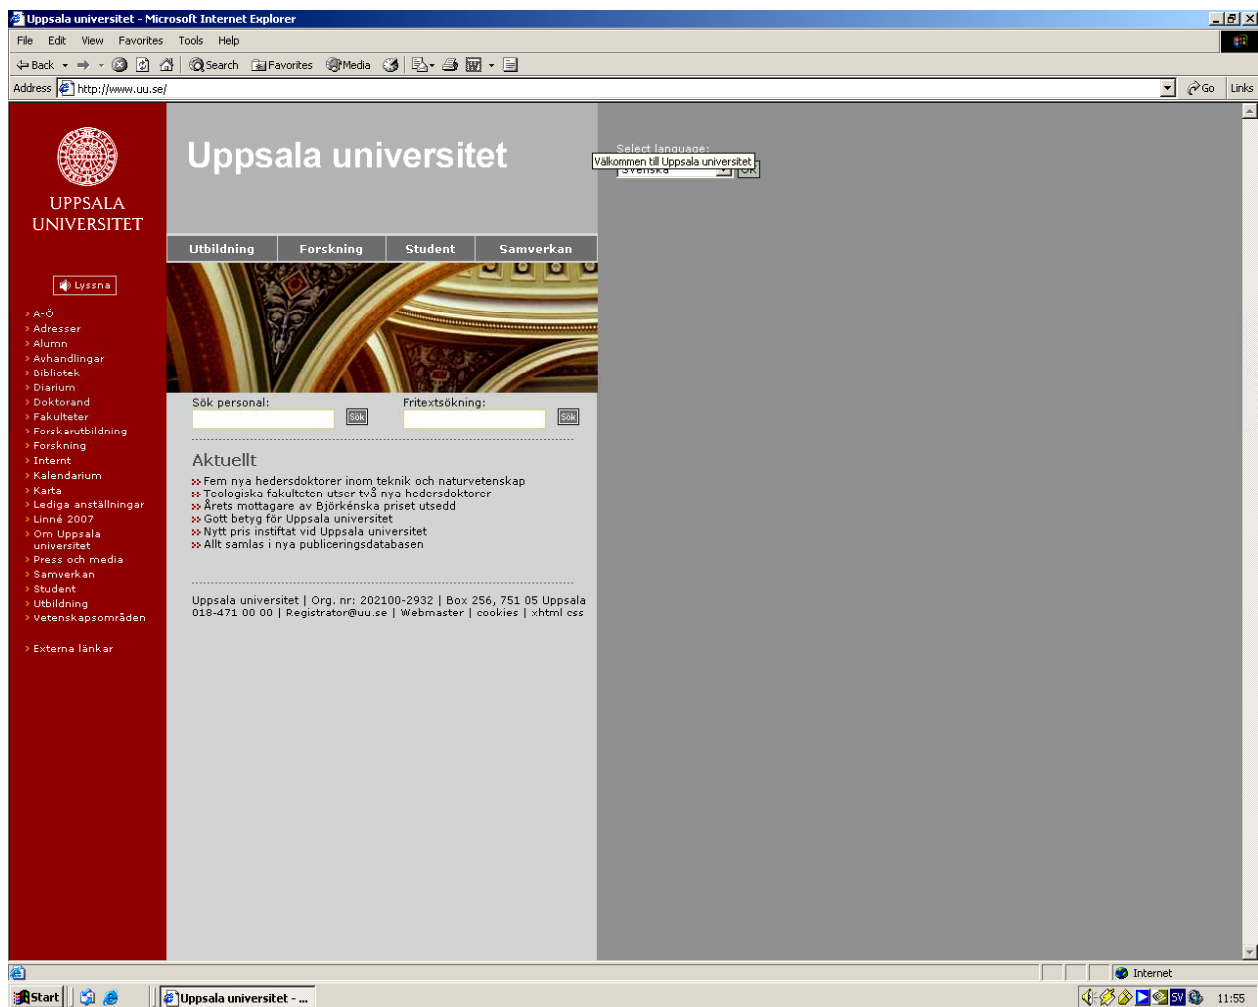 Uppsala universitet - Microsoft Internet Explorer
File Edit View Favorites Tools Help
Back Search Favorites Media
Address http://www.uu.se/ Go Links
UPPSALA
UNIVERSITET
Uppsala universitet
Select language:
Välkommen till Uppsala universitet
Svenska OK
Utbildning Forskning Student Samverkan
Lyssna
> A-Ö
> Adresser
> Alumn
> Avhandlingar
> Bibliotek
> Diarium
> Doktorand
> Fakulteter
> Forskarutbildning
> Forskning
> Internt
> Kalendarium
> Karta
> Lediga anställningar
> Linné 2007
> Om Uppsala
universitet
> Press och media
> Samverkan
> Student
> Utbildning
> Vetenskapsområden
> Externa länkar
Sök personal: Fritextsökning:
Sök Sök
Aktuellt
Fem nya hedersdoktorer inom teknik och naturvetenskap
Teologiska fakulteten utser två nya hedersdoktorer
Årets mottagare av Björkénska priset utsedd
Gott betyg för Uppsala universitet
Nytt pris instiftat vid Uppsala universitet
Allt samlas i nya publiceringsdatabasen
Uppsala universitet | Org. nr: 202100-2932 | Box 256, 751 05 Uppsala
018-471 00 00 | Registrator@uu.se | Webmaster | cookies | xhtml css
Internet
Start Uppsala universitet - ... SV 11:55